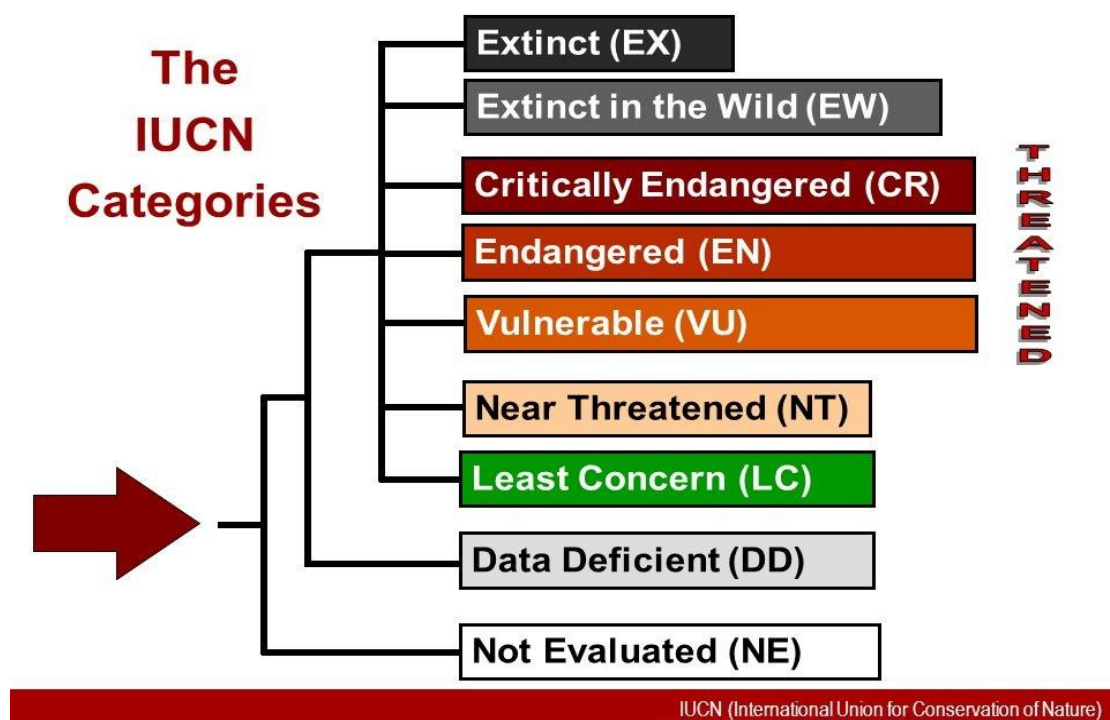 The
IUCN
Categories
Extinct (EX)
Extinct in the Wild (EW)
Critically Endangered (CR)
Endangered (EN)
Vulnerable (VU)
THREATENED
Near Threatened (NT)
Least Concern (LC)
Data Deficient (DD)
Not Evaluated (NE)
IUCN (International Union for Conservation of Nature)